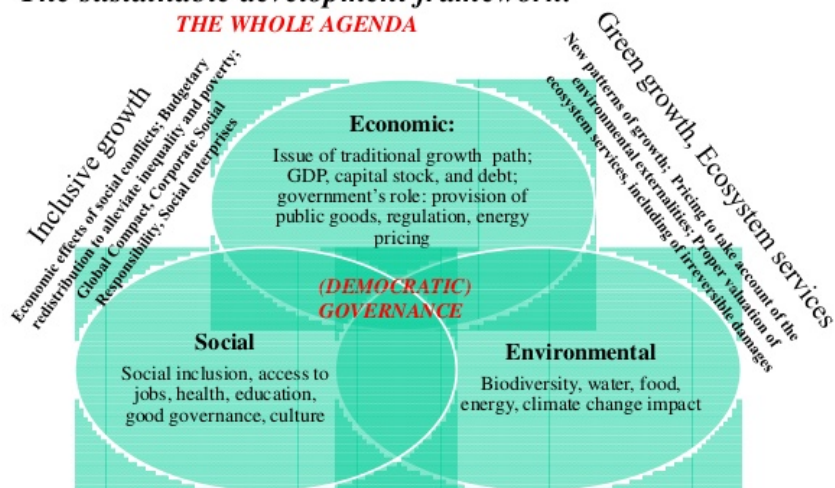 The sustainable development framework:
THE WHOLE AGENDA
Inclusive growth
Economic effects of social conflicts; Budgetary
redistribution to alleviate inequality and poverty;
Global Compact, Corporate Social
Responsibility, Social enterprises
Green growth, Ecosystem services
New patterns of growth; Pricing to take account of the
environmental externalities; Proper valuation of
ecosystem services, including of irreversible damages
Economic:
Issue of traditional growth path;
GDP, capital stock, and debt;
government's role: provision of
public goods, regulation, energy
pricing
(DEMOCRATIC)
GOVERNANCE
Social
Social inclusion, access to
jobs, health, education,
good governance, culture
Environmental
Biodiversity, water, food,
energy, climate change impact